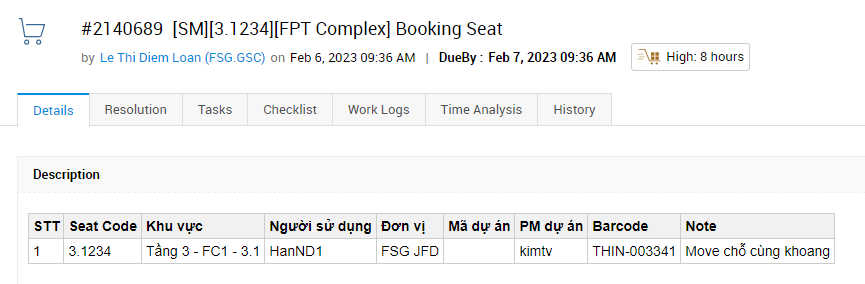 #2140689 [SM][3.1234][FPT Complex] Booking Seat
by Le Thi Diem Loan (FSG.GSC) on Feb 6, 2023 09:36 AM | DueBy : Feb 7, 2023 09:36 AM High: 8 hours
Details Resolution Tasks Checklist Work Logs Time Analysis History
Description
STT Seat Code Khu vực Người sử dụng Đơn vị Mã dự án PM dự án Barcode Note
1 3.1234 Tầng 3 - FC1 - 3.1 HanND1 FSG JFD kimtv THIN-003341 Move chỗ cùng khoang